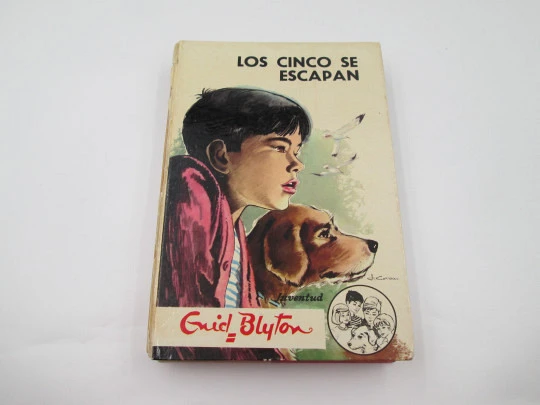 LOS CINCO SE
ESCAPAN
juventud
Enid Blyton